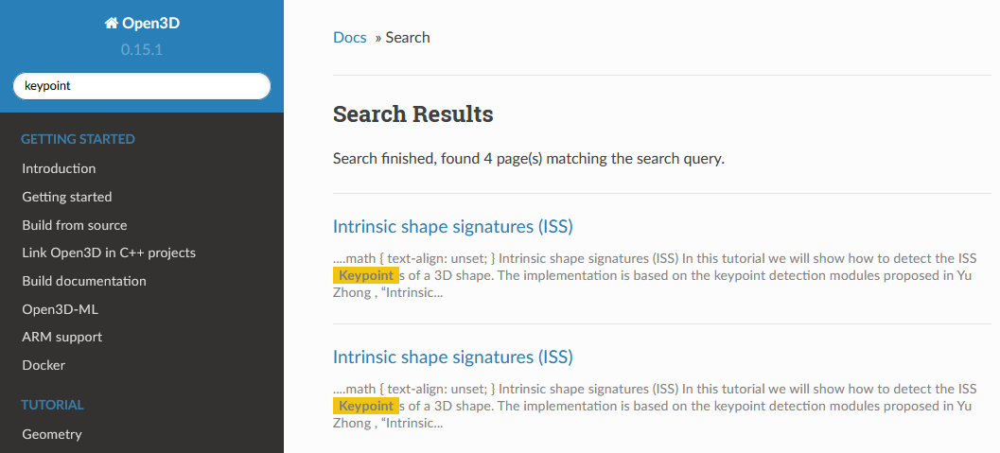 Open3D
0.15.1
keypoint
GETTING STARTED
Introduction
Getting started
Build from source
Link Open3D in C++ projects
Build documentation
Open3D-ML
ARM support
Docker
TUTORIAL
Geometry
Docs » Search
Search Results
Search finished, found 4 page(s) matching the search query.
Intrinsic shape signatures (ISS)
....math { text-align: unset; } Intrinsic shape signatures (ISS) In this tutorial we will show how to detect the ISS
Keypoint s of a 3D shape. The implementation is based on the keypoint detection modules proposed in Yu
Zhong , “Intrinsic...
Intrinsic shape signatures (ISS)
....math { text-align: unset; } Intrinsic shape signatures (ISS) In this tutorial we will show how to detect the ISS
Keypoint s of a 3D shape. The implementation is based on the keypoint detection modules proposed in Yu
Zhong , “Intrinsic...